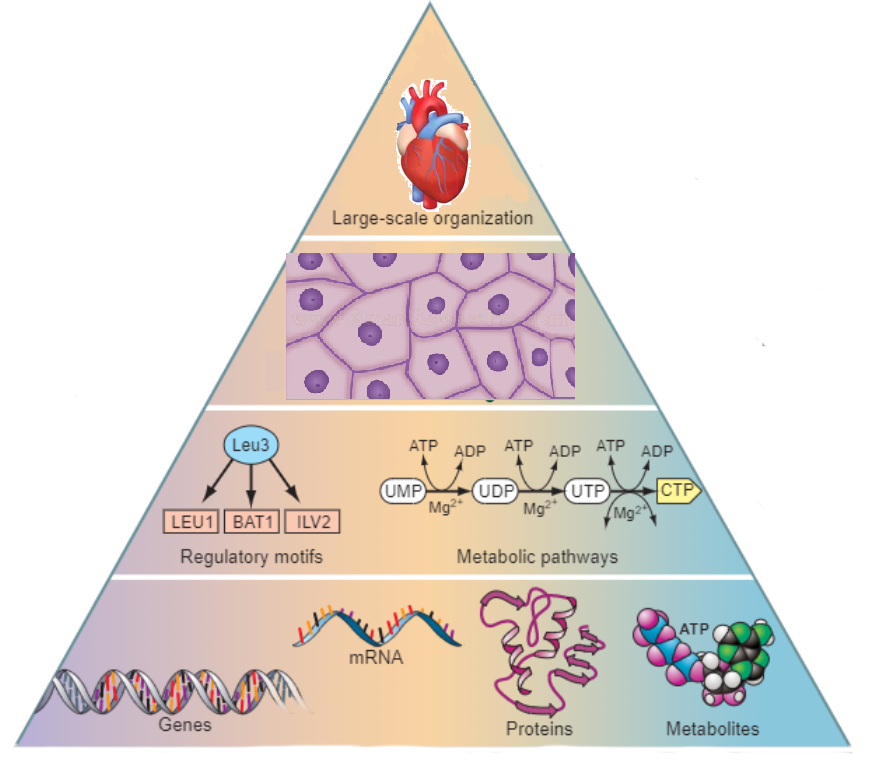 Large-scale organization
Leu3
LEU1 BAT1 ILV2
Regulatory motifs
ATP ADP ATP ADP ATP ADP
UMP UDP UTP CTP
Mg2+ Mg2+ Mg2+
Metabolic pathways
mRNA
Genes
Proteins
ATP
Metabolites